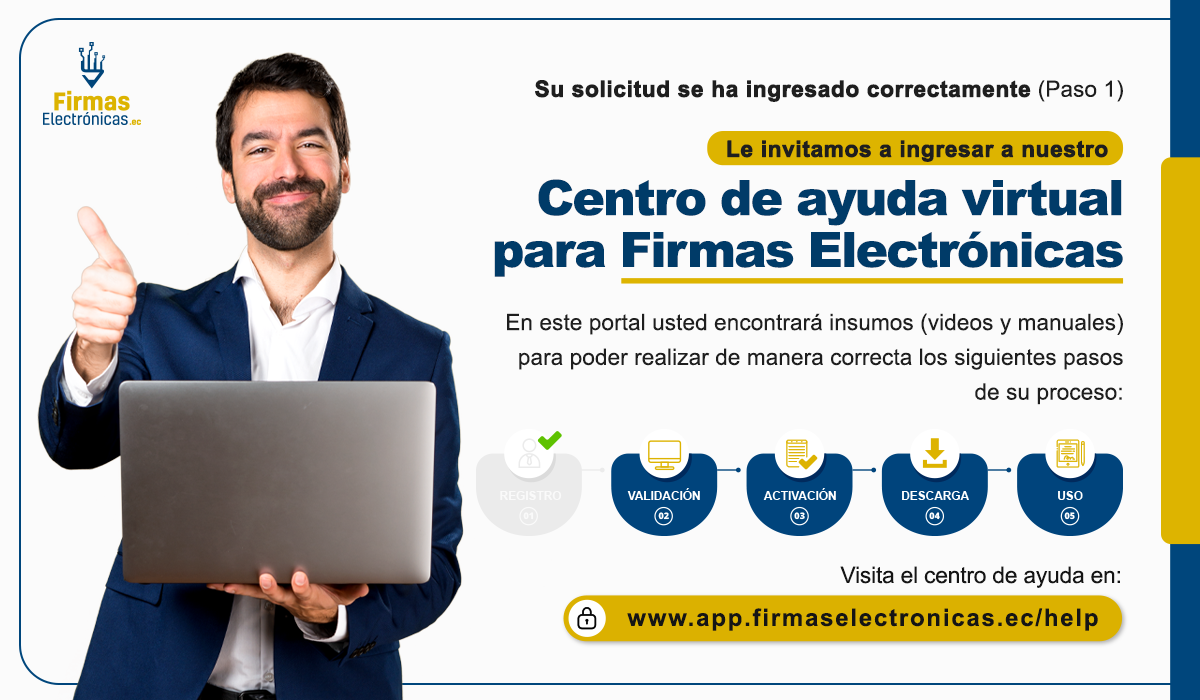 Firmas
Electrónicas.ec
Su solicitud se ha ingresado correctamente (Paso 1)
Le invitamos a ingresar a nuestro
Centro de ayuda virtual
para Firmas Electrónicas
En este portal usted encontrará insumos (videos y manuales)
para poder realizar de manera correcta los siguientes pasos
de su proceso:
REGISTRO
01
VALIDACIÓN
02
ACTIVACIÓN
03
DESCARGA
04
USO
05
Visita el centro de ayuda en:
www.app.firmaselectronicas.ec/help